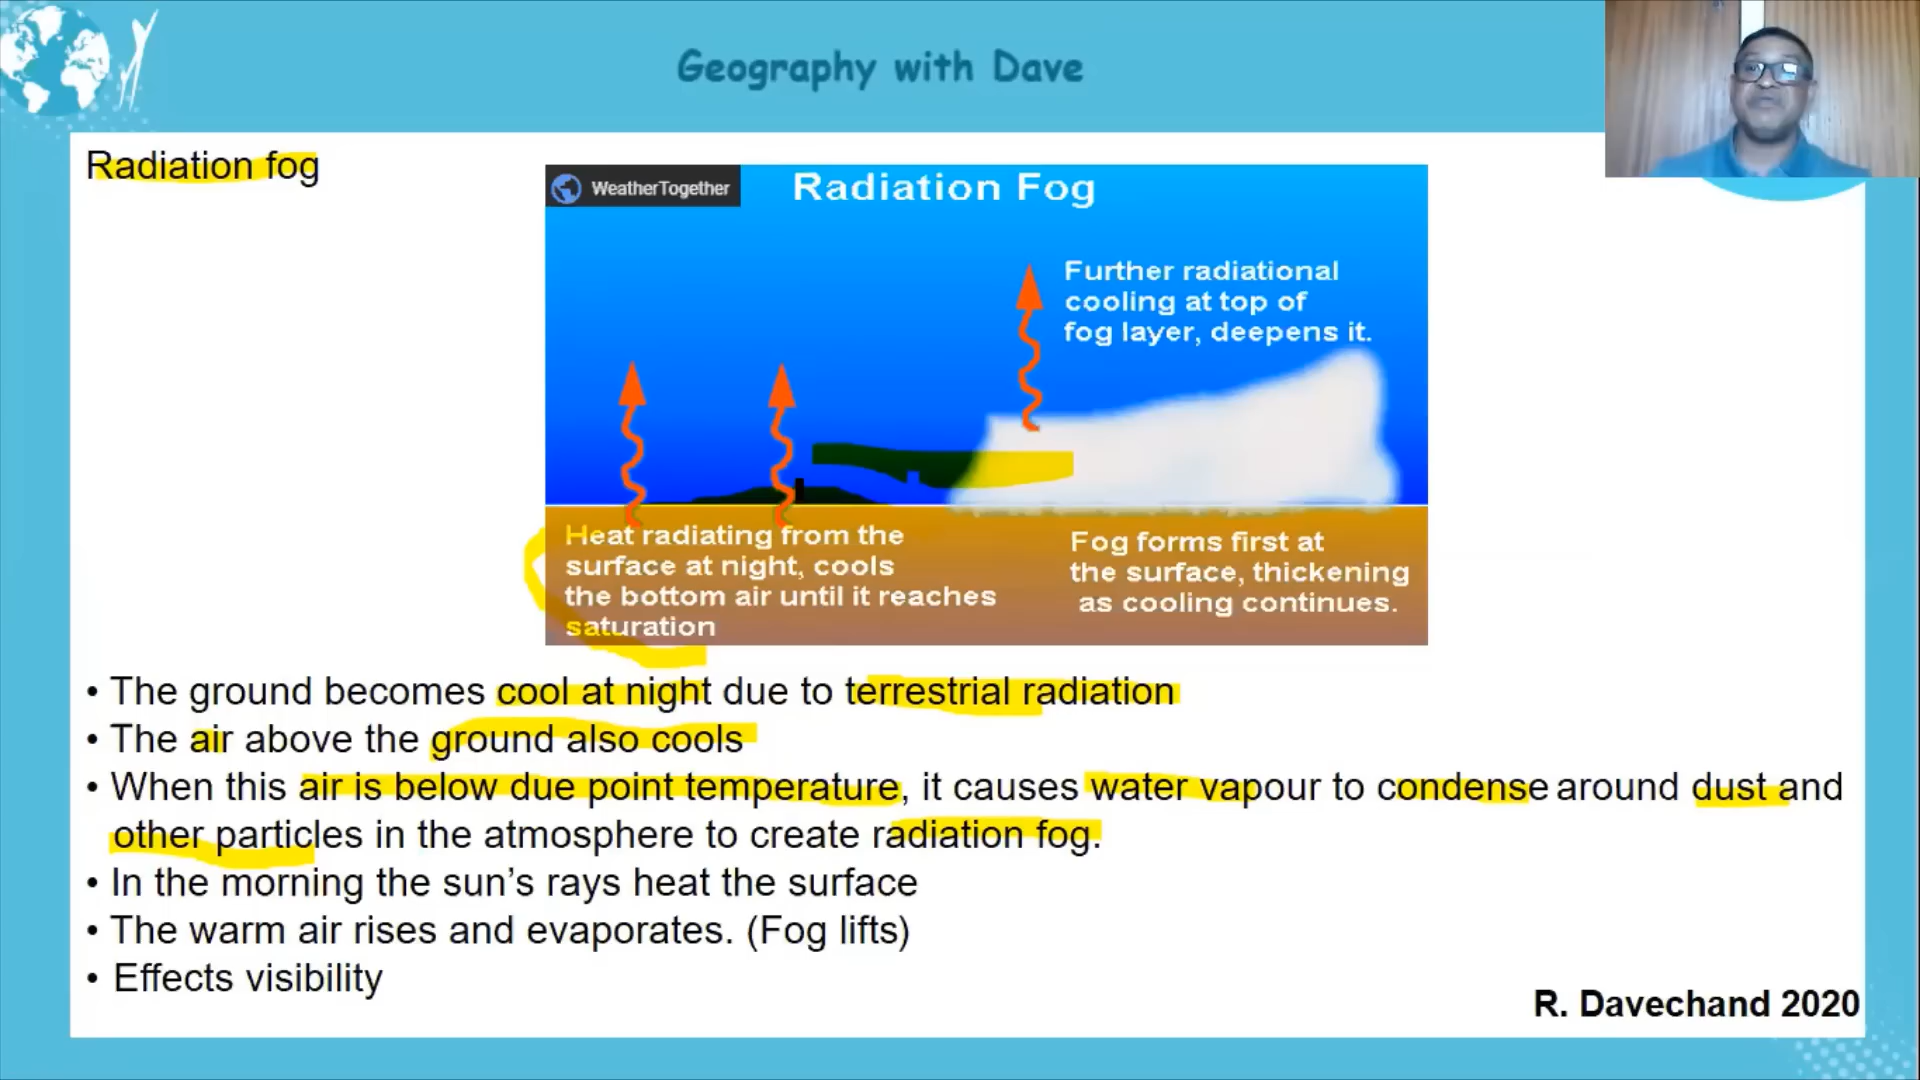 Geography with Dave
Radiation fog
WeatherTogether
Radiation Fog
Further radiational
cooling at top of
fog layer, deepens it.
Heat radiating from the
surface at night, cools
the bottom air until it reaches
saturation
Fog forms first at
the surface, thickening
as cooling continues.
• The ground becomes cool at night due to terrestrial radiation
• The air above the ground also cools
• When this air is below due point temperature, it causes water vapour to condense around dust and
other particles in the atmosphere to create radiation fog.
• In the morning the sun’s rays heat the surface
• The warm air rises and evaporates. (Fog lifts)
• Effects visibility
R. Davechand 2020